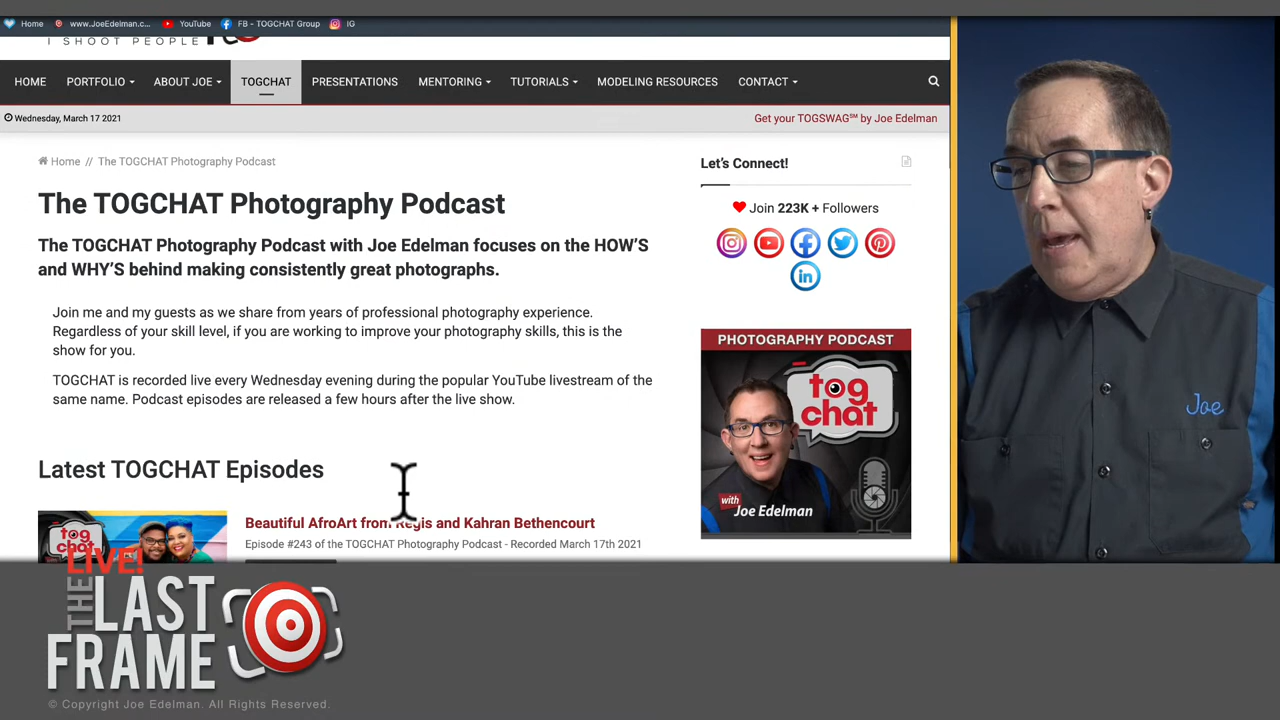 Home www.JoeEdelman.c... YouTube FB - TOGCHAT Group IG
I SHOOT PEOPLE
HOME PORTFOLIO ABOUT JOE TOGCHAT PRESENTATIONS MENTORING TUTORIALS MODELING RESOURCES CONTACT
Wednesday, March 17 2021 Get your TOGSWAG℠ by Joe Edelman
Home // The TOGCHAT Photography Podcast
The TOGCHAT Photography Podcast
The TOGCHAT Photography Podcast with Joe Edelman focuses on the HOW'S
and WHY'S behind making consistently great photographs.
Join me and my guests as we share from years of professional photography experience.
Regardless of your skill level, if you are working to improve your photography skills, this is the
show for you.
TOGCHAT is recorded live every Wednesday evening during the popular YouTube livestream of the
same name. Podcast episodes are released a few hours after the live show.
Latest TOGCHAT Episodes
tog
chat
Beautiful AfroArt from Regis and Kahran Bethencourt
Episode #243 of the TOGCHAT Photography Podcast - Recorded March 17th 2021
Let's Connect!
Join 223K + Followers
in
PHOTOGRAPHY PODCAST
tog
chat
with
Joe Edelman
Joe
LIVE!
THE LAST
FRAME
© Copyright Joe Edelman. All Rights Reserved.